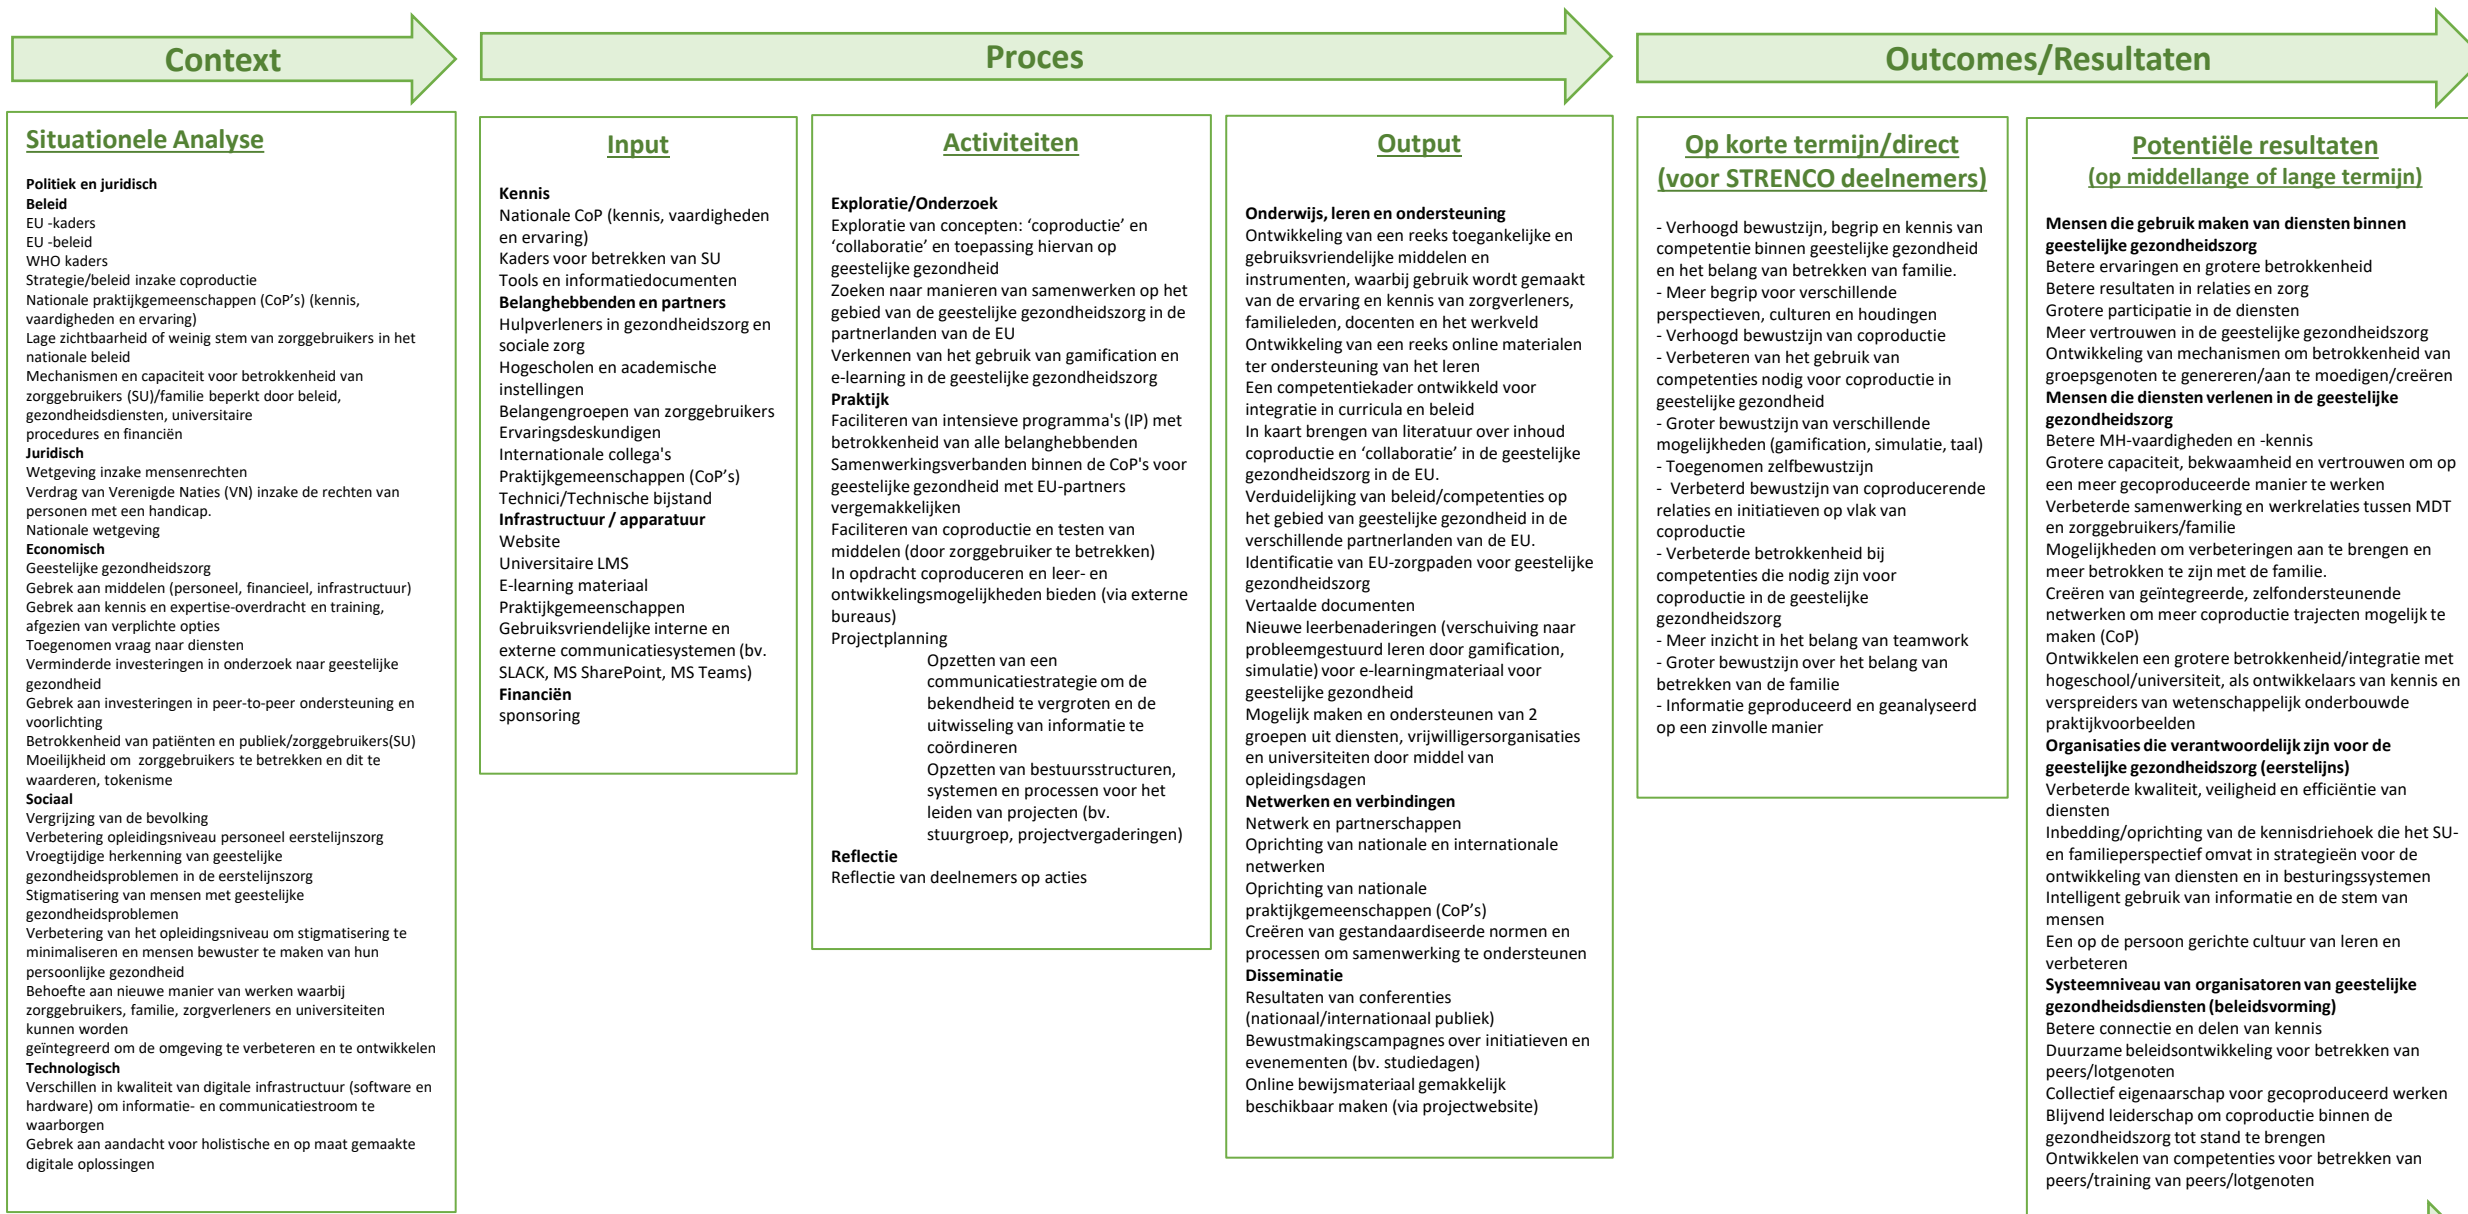 Context
Proces
Outcomes/Resultaten
Situationele Analyse
Politiek en juridisch
Beleid
EU -kaders
EU -beleid
WHO kaders
Strategie/beleid inzake coproductie
Nationale praktijkgemeenschappen (CoP's) (kennis,
vaardigheden en ervaring)
Lage zichtbaarheid of weinig stem van zorggebruikers in het
nationale beleid
Mechanismen en capaciteit voor betrokkenheid van
zorggebruikers (SU)/familie beperkt door beleid,
gezondheidsdiensten, universitaire
procedures en financiën
Juridisch
Wetgeving inzake mensenrechten
Verdrag van Verenigde Naties (VN) inzake de rechten van
personen met een handicap.
Nationale wetgeving
Economisch
Geestelijke gezondheidszorg
Gebrek aan middelen (personeel, financieel, infrastructuur)
Gebrek aan kennis en expertise-overdracht en training,
afgezien van verplichte opties
Toegenomen vraag naar diensten
Verminderde investeringen in onderzoek naar geestelijke
gezondheid
Gebrek aan investeringen in peer-to-peer ondersteuning en
voorlichting
Betrokkenheid van patiënten en publiek/zorggebruikers(SU)
Moeilijkheid om  zorggebruikers te betrekken en dit te
waarderen, tokenisme
Sociaal
Vergrijzing van de bevolking
Verbetering opleidingsniveau personeel eerstelijnszorg
Vroegtijdige herkenning van geestelijke
gezondheidsproblemen in de eerstelijnszorg
Stigmatisering van mensen met geestelijke
gezondheidsproblemen
Verbetering van het opleidingsniveau om stigmatisering te
minimaliseren en mensen bewuster te maken van hun
persoonlijke gezondheid
Behoefte aan nieuwe manier van werken waarbij
zorggebruikers, familie, zorgverleners en universiteiten
kunnen worden
geïntegreerd om de omgeving te verbeteren en te ontwikkelen
Technologisch
Verschillen in kwaliteit van digitale infrastructuur (software en
hardware) om informatie- en communicatiestroom te
waarborgen
Gebrek aan aandacht voor holistische en op maat gemaakte
digitale oplossingen
Input
Kennis
Nationale CoP (kennis, vaardigheden
en ervaring)
Kaders voor betrekken van SU
Tools en informatiedocumenten
Belanghebbenden en partners
Hulpverleners in gezondheidszorg en
sociale zorg
Hogescholen en academische
instellingen
Belangengroepen van zorggebruikers
Ervaringsdeskundigen
Internationale collega's
Praktijkgemeenschappen (CoP's)
Technici/Technische bijstand
Infrastructuur / apparatuur
Website
Universitaire LMS
E-learning materiaal
Praktijkgemeenschappen
Gebruiksvriendelijke interne en
externe communicatiesystemen (bv.
SLACK, MS SharePoint, MS Teams)
Financiën
sponsoring
Activiteiten
Exploratie/Onderzoek
Exploratie van concepten: ‘coproductie’ en
‘collaboratie’ en toepassing hiervan op
geestelijke gezondheid
Zoeken naar manieren van samenwerken op het
gebied van de geestelijke gezondheidszorg in de
partnerlanden van de EU
Verkennen van het gebruik van gamification en
e-learning in de geestelijke gezondheidszorg
Praktijk
Faciliteren van intensieve programma's (IP) met
betrokkenheid van alle belanghebbenden
Samenwerkingsverbanden binnen de CoP's voor
geestelijke gezondheid met EU-partners
vergemakkelijken
Faciliteren van coproductie en testen van
middelen (door zorggebruiker te betrekken)
In opdracht coproduceren en leer- en
ontwikkelingsmogelijkheden bieden (via externe
bureaus)
Projectplanning
Opzetten van een
communicatiestrategie om de
bekendheid te vergroten en de
uitwisseling van informatie te
coördineren
Opzetten van bestuursstructuren,
systemen en processen voor het
leiden van projecten (bv.
stuurgroep, projectvergaderingen)
Reflectie
Reflectie van deelnemers op acties
Output
Onderwijs, leren en ondersteuning
Ontwikkeling van een reeks toegankelijke en
gebruiksvriendelijke middelen en
instrumenten, waarbij gebruik wordt gemaakt
van de ervaring en kennis van zorgverleners,
familieleden, docenten en het werkveld
Ontwikkeling van een reeks online materialen
ter ondersteuning van het leren
Een competentiekader ontwikkeld voor
integratie in curricula en beleid
In kaart brengen van literatuur over inhoud
coproductie en ‘collaboratie’ in de geestelijke
gezondheidszorg in de EU.
Verduidelijking van beleid/competenties op
het gebied van geestelijke gezondheid in de
verschillende partnerlanden van de EU.
Identificatie van EU-zorgpaden voor geestelijke
gezondheidszorg
Vertaalde documenten
Nieuwe leerbenaderingen (verschuiving naar
probleemgestuurd leren door gamification,
simulatie) voor e-learningmateriaal voor
geestelijke gezondheid
Mogelijk maken en ondersteunen van 2
groepen uit diensten, vrijwilligersorganisaties
en universiteiten door middel van
opleidingsdagen
Netwerken en verbindingen
Netwerk en partnerschappen
Oprichting van nationale en internationale
netwerken
Oprichting van nationale
praktijkgemeenschappen (CoP's)
Creëren van gestandaardiseerde normen en
processen om samenwerking te ondersteunen
Disseminatie
Resultaten van conferenties
(nationaal/internationaal publiek)
Bewustmakingscampagnes over initiatieven en
evenementen (bv. studiedagen)
Online bewijsmateriaal gemakkelijk
beschikbaar maken (via projectwebsite)
Op korte termijn/direct
(voor STRENCO deelnemers)
- Verhoogd bewustzijn, begrip en kennis van
competentie binnen geestelijke gezondheid
en het belang van betrekken van familie.
- Meer begrip voor verschillende
perspectieven, culturen en houdingen
- Verhoogd bewustzijn van coproductie
- Verbeteren van het gebruik van
competenties nodig voor coproductie in
geestelijke gezondheid
- Groter bewustzijn van verschillende
mogelijkheden (gamification, simulatie, taal)
- Toegenomen zelfbewustzijn
-  Verbeterd bewustzijn van coproducerende
relaties en initiatieven op vlak van
coproductie
- Verbeterde betrokkenheid bij
competenties die nodig zijn voor
coproductie in de geestelijke
gezondheidszorg
- Meer inzicht in het belang van teamwork
- Groter bewustzijn over het belang van
betrekken van de familie
- Informatie geproduceerd en geanalyseerd
op een zinvolle manier
Potentiële resultaten
(op middellange of lange termijn)
Mensen die gebruik maken van diensten binnen
geestelijke gezondheidszorg
Betere ervaringen en grotere betrokkenheid
Betere resultaten in relaties en zorg
Grotere participatie in de diensten
Meer vertrouwen in de geestelijke gezondheidszorg
Ontwikkeling van mechanismen om betrokkenheid van
groepsgenoten te genereren/aan te moedigen/creëren
Mensen die diensten verlenen in de geestelijke
gezondheidszorg
Betere MH-vaardigheden en -kennis
Grotere capaciteit, bekwaamheid en vertrouwen om op
een meer gecoproduceerde manier te werken
Verbeterde samenwerking en werkrelaties tussen MDT
en zorggebruikers/familie
Mogelijkheden om verbeteringen aan te brengen en
meer betrokken te zijn met de familie.
Creëren van geïntegreerde, zelfondersteunende
netwerken om meer coproductie trajecten mogelijk te
maken (CoP)
Ontwikkelen een grotere betrokkenheid/integratie met
hogeschool/universiteit, als ontwikkelaars van kennis en
verspreiders van wetenschappelijk onderbouwde
praktijkvoorbeelden
Organisaties die verantwoordelijk zijn voor de
geestelijke gezondheidszorg (eerstelijns)
Verbeterde kwaliteit, veiligheid en efficiëntie van
diensten
Inbedding/oprichting van de kennisdriehoek die het SU-
en familieperspectief omvat in strategieën voor de
ontwikkeling van diensten en in besturingssystemen
Intelligent gebruik van informatie en de stem van
mensen
Een op de persoon gerichte cultuur van leren en
verbeteren
Systeemniveau van organisatoren van geestelijke
gezondheidsdiensten (beleidsvorming)
Betere connectie en delen van kennis
Duurzame beleidsontwikkeling voor betrekken van
peers/lotgenoten
Collectief eigenaarschap voor gecoproduceerd werken
Blijvend leiderschap om coproductie binnen de
gezondheidszorg tot stand te brengen
Ontwikkelen van competenties voor betrekken van
peers/training van peers/lotgenoten